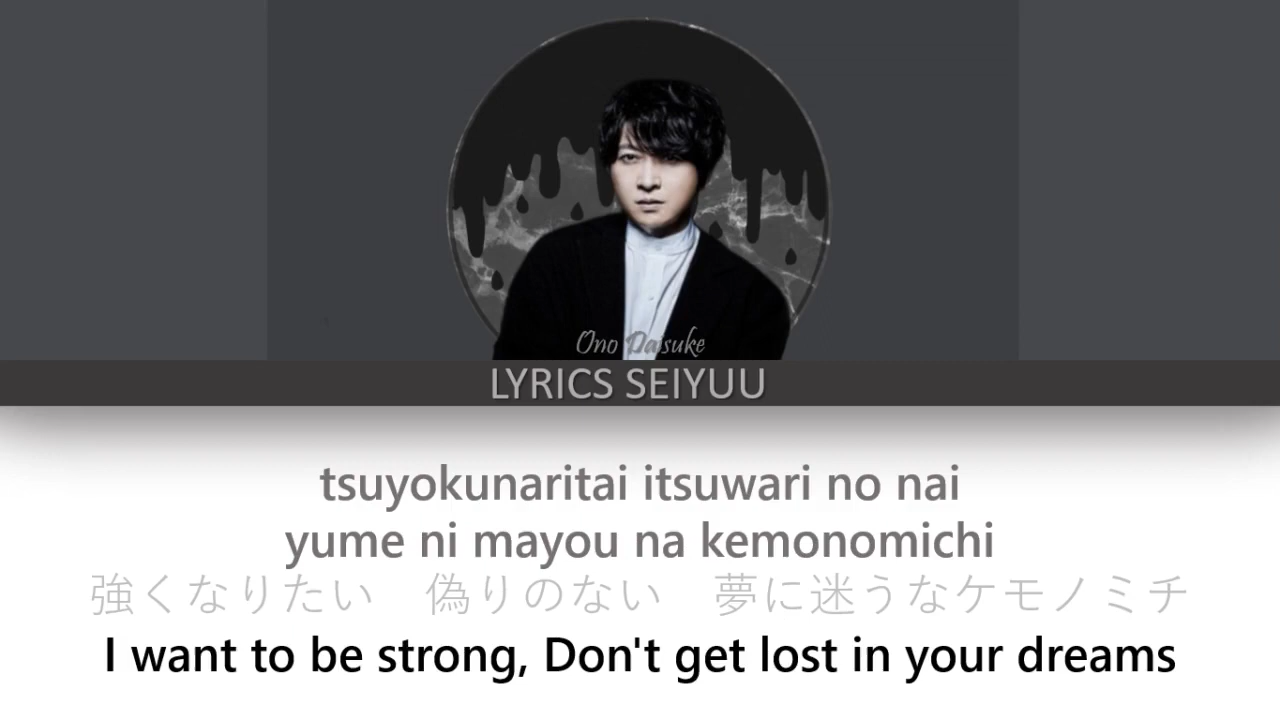 Ono Daisuke
LYRICS SEIYUU
tsuyokunaritai itsuwari no nai
yume ni mayou na kemonomichi
強くなりたい　偽りのない　夢に迷うなケモノミチ
I want to be strong, Don't get lost in your dreams